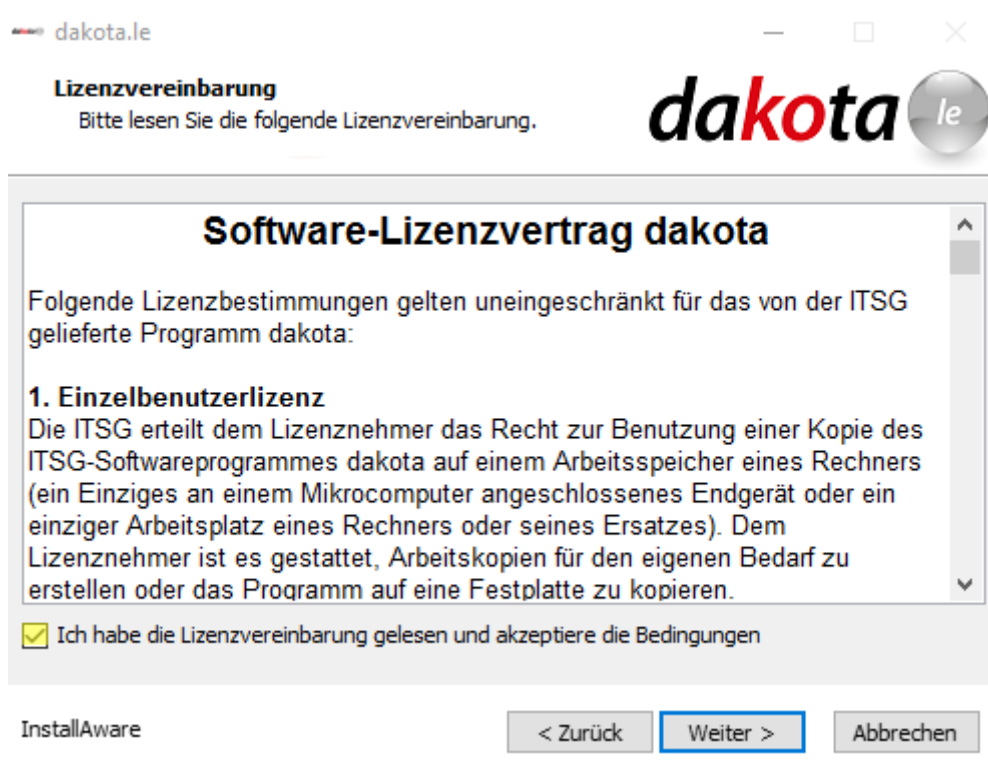 dakota.le
Lizenzvereinbarung
Bitte lesen Sie die folgende Lizenzvereinbarung.
dakota le
Software-Lizenzvertrag dakota
Folgende Lizenzbestimmungen gelten uneingeschränkt für das von der ITSG
gelieferte Programm dakota:
1. Einzelbenutzerlizenz
Die ITSG erteilt dem Lizenznehmer das Recht zur Benutzung einer Kopie des
ITSG-Softwareprogrammes dakota auf einem Arbeitsspeicher eines Rechners
(ein Einziges an einem Mikrocomputer angeschlossenes Endgerät oder ein
einziger Arbeitsplatz eines Rechners oder seines Ersatzes). Dem
Lizenznehmer ist es gestattet, Arbeitskopien für den eigenen Bedarf zu
erstellen oder das Programm auf eine Festplatte zu kopieren.
Ich habe die Lizenzvereinbarung gelesen und akzeptiere die Bedingungen
InstallAware
< Zurück
Weiter >
Abbrechen